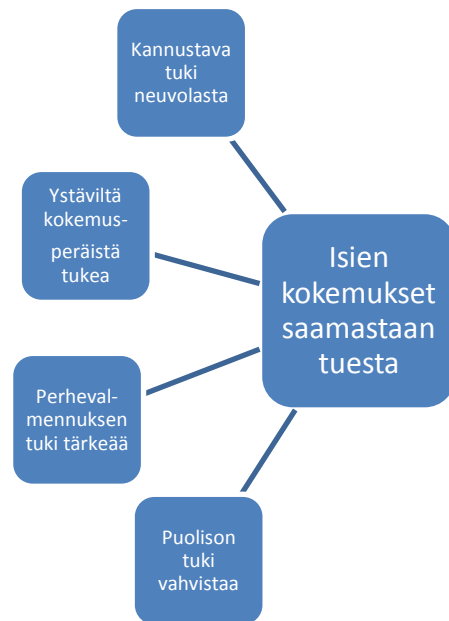 Kannustava
tuki
neuvolasta
Ystäviltä
kokemus-
peräistä
tukea
Isien
kokemukset
saamastaan
tuesta
Perheval-
mennuksen
tuki tärkeää
Puolison
tuki
vahvistaa